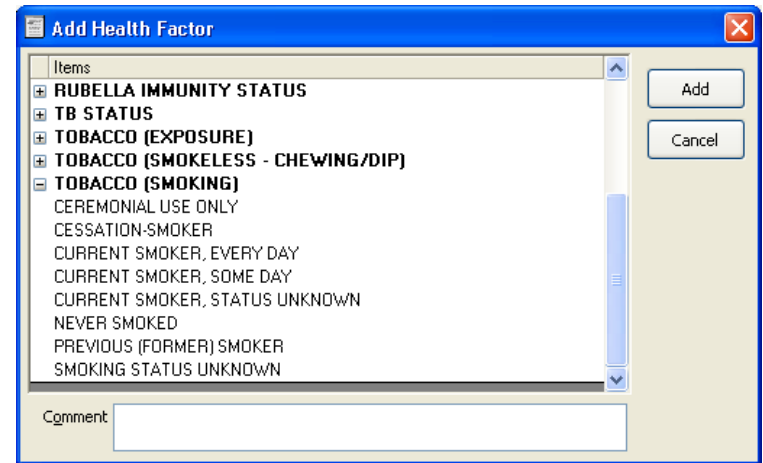 Add Health Factor
Items
RUBELLA IMMUNITY STATUS
TB STATUS
TOBACCO (EXPOSURE)
TOBACCO (SMOKELESS - CHEWING/DIP)
TOBACCO (SMOKING)
CEREMONIAL USE ONLY
CESSATION-SMOKER
CURRENT SMOKER, EVERY DAY
CURRENT SMOKER, SOME DAY
CURRENT SMOKER, STATUS UNKNOWN
NEVER SMOKED
PREVIOUS (FORMER) SMOKER
SMOKING STATUS UNKNOWN
Add
Cancel
Comment